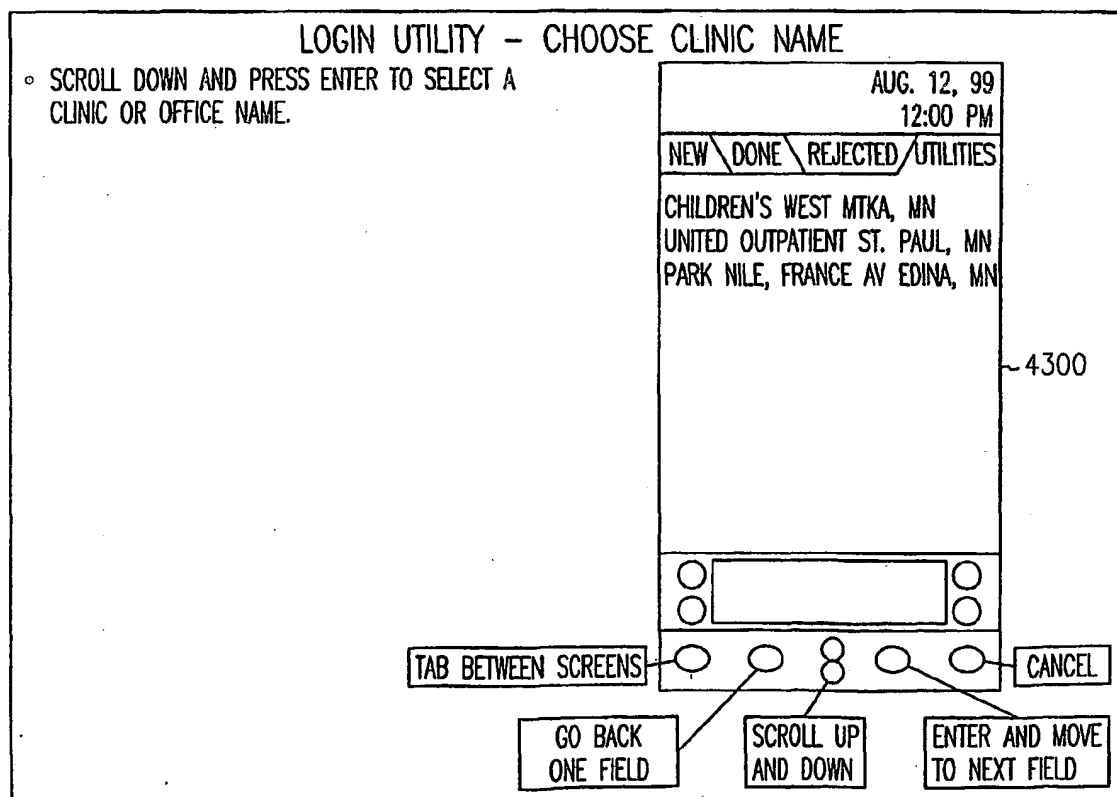 LOGIN UTILITY – CHOOSE CLINIC NAME
◦ SCROLL DOWN AND PRESS ENTER TO SELECT A
CLINIC OR OFFICE NAME.
AUG. 12, 99
12:00 PM
NEW DONE REJECTED UTILITIES
CHILDREN'S WEST MTKA, MN
UNITED OUTPATIENT ST. PAUL, MN
PARK NILE, FRANCE AV EDINA, MN
4300
TAB BETWEEN SCREENS
CANCEL
GO BACK
ONE FIELD
SCROLL UP
AND DOWN
ENTER AND MOVE
TO NEXT FIELD